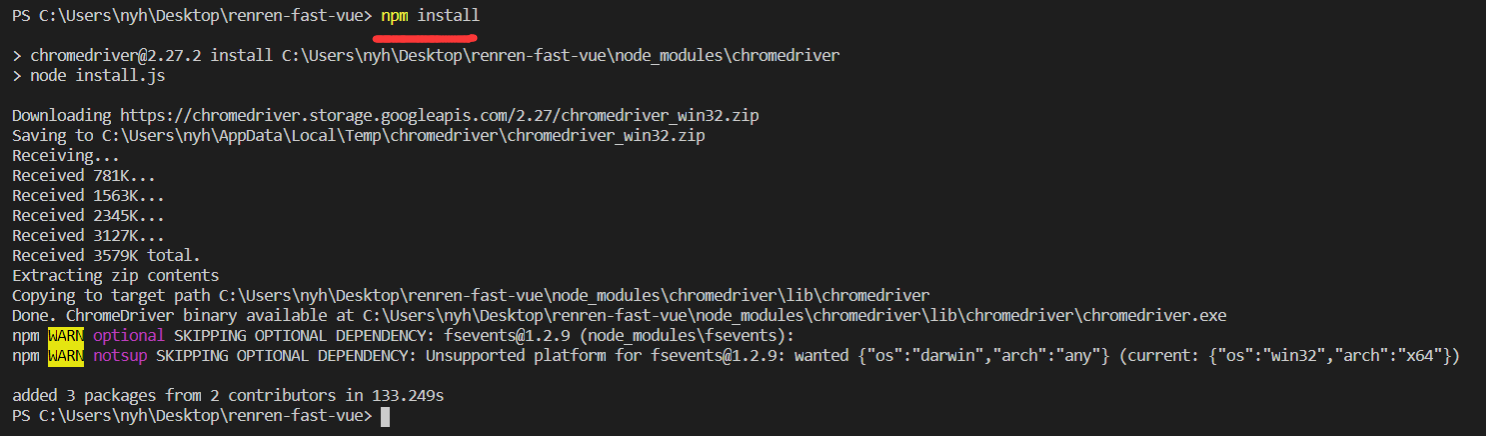 PS C:\Users\nyh\Desktop\renren-fast-vue> npm install
> chromedriver@2.27.2 install C:\Users\nyh\Desktop\renren-fast-vue\node_modules\chromedriver
> node install.js
Downloading https://chromedriver.storage.googleapis.com/2.27/chromedriver_win32.zip
Saving to C:\Users\nyh\AppData\Local\Temp\chromedriver\chromedriver_win32.zip
Receiving...
Received 781K...
Received 1563K...
Received 2345K...
Received 3127K...
Received 3579K total.
Extracting zip contents
Copying to target path C:\Users\nyh\Desktop\renren-fast-vue\node_modules\chromedriver\lib\chromedriver
Done. ChromeDriver binary available at C:\Users\nyh\Desktop\renren-fast-vue\node_modules\chromedriver\lib\chromedriver\chromedriver.exe
npm WARN optional SKIPPING OPTIONAL DEPENDENCY: fsevents@1.2.9 (node_modules\fsevents):
npm WARN notsup SKIPPING OPTIONAL DEPENDENCY: Unsupported platform for fsevents@1.2.9: wanted {"os":"darwin","arch":"any"} (current: {"os":"win32","arch":"x64"})
added 3 packages from 2 contributors in 133.249s
PS C:\Users\nyh\Desktop\renren-fast-vue>